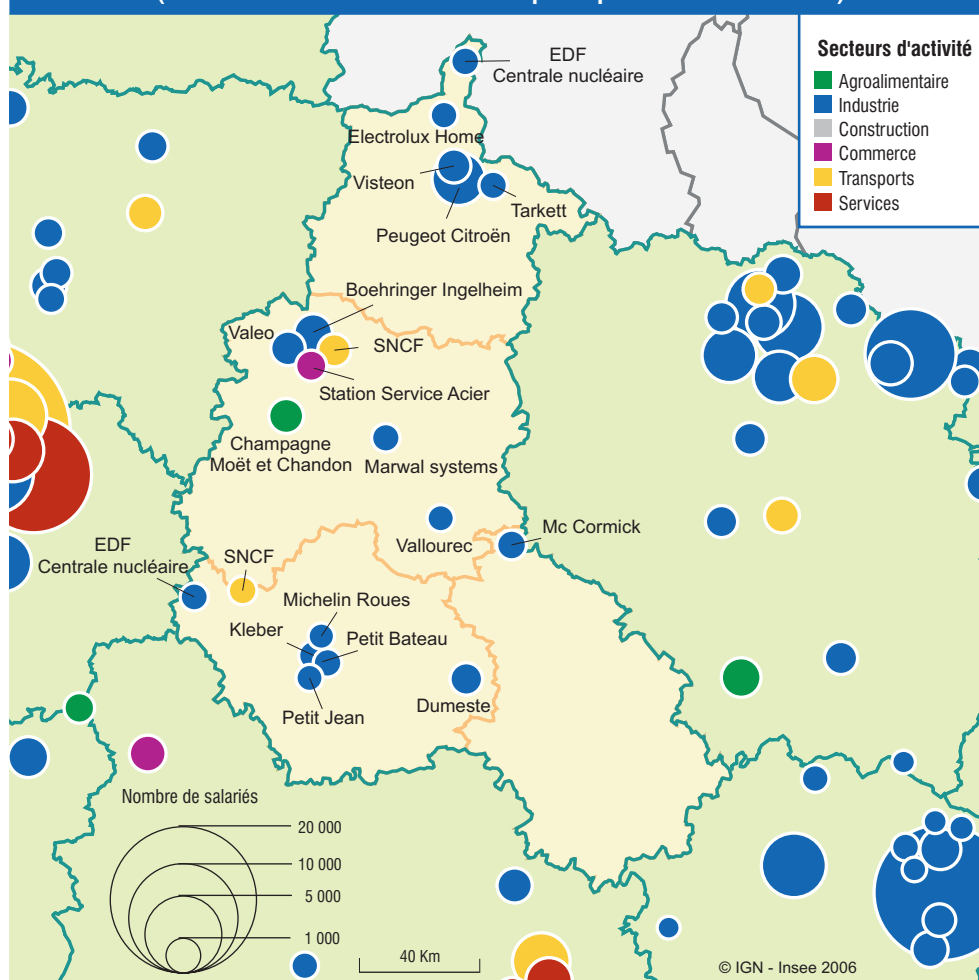 Secteurs d'activité
Agroalimentaire
Industrie
Construction
Commerce
Transports
Services
EDF
Centrale nucléaire
Electrolux Home
Visteon
Tarkett
Peugeot Citroën
Boehringer Ingelheim
Valeo
SNCF
Station Service Acier
Champagne
Moët et Chandon
Marwal systems
Vallourec
Mc Cormick
EDF
Centrale nucléaire
SNCF
Michelin Roues
Kleber
Petit Bateau
Petit Jean
Dumeste
Nombre de salariés
20 000
10 000
5 000
1 000
40 Km
© IGN - Insee 2006